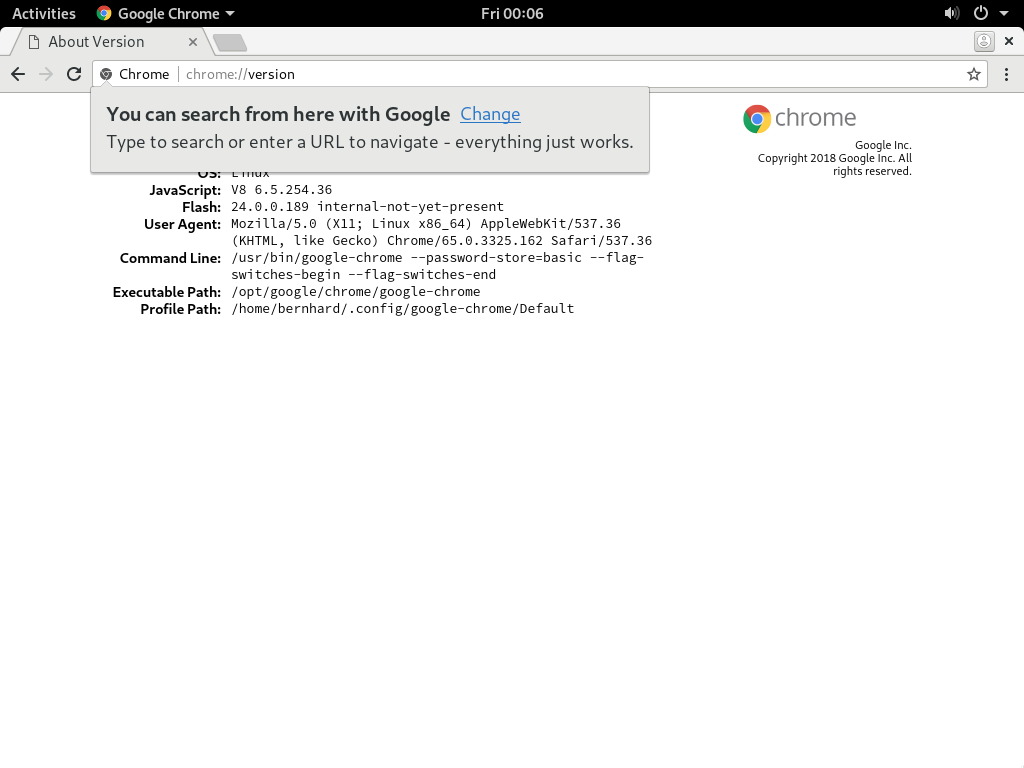 Activities Google Chrome Fri 00:06
About Version
Chrome chrome://version
You can search from here with Google Change
Type to search or enter a URL to navigate - everything just works.
chrome
Google Inc.
Copyright 2018 Google Inc. All
rights reserved.
OS: Linux
JavaScript: V8 6.5.254.36
Flash: 24.0.0.189 internal-not-yet-present
User Agent: Mozilla/5.0 (X11; Linux x86_64) AppleWebKit/537.36
(KHTML, like Gecko) Chrome/65.0.3325.162 Safari/537.36
Command Line: /usr/bin/google-chrome --password-store=basic --flag-
switches-begin --flag-switches-end
Executable Path: /opt/google/chrome/google-chrome
Profile Path: /home/bernhard/.config/google-chrome/Default